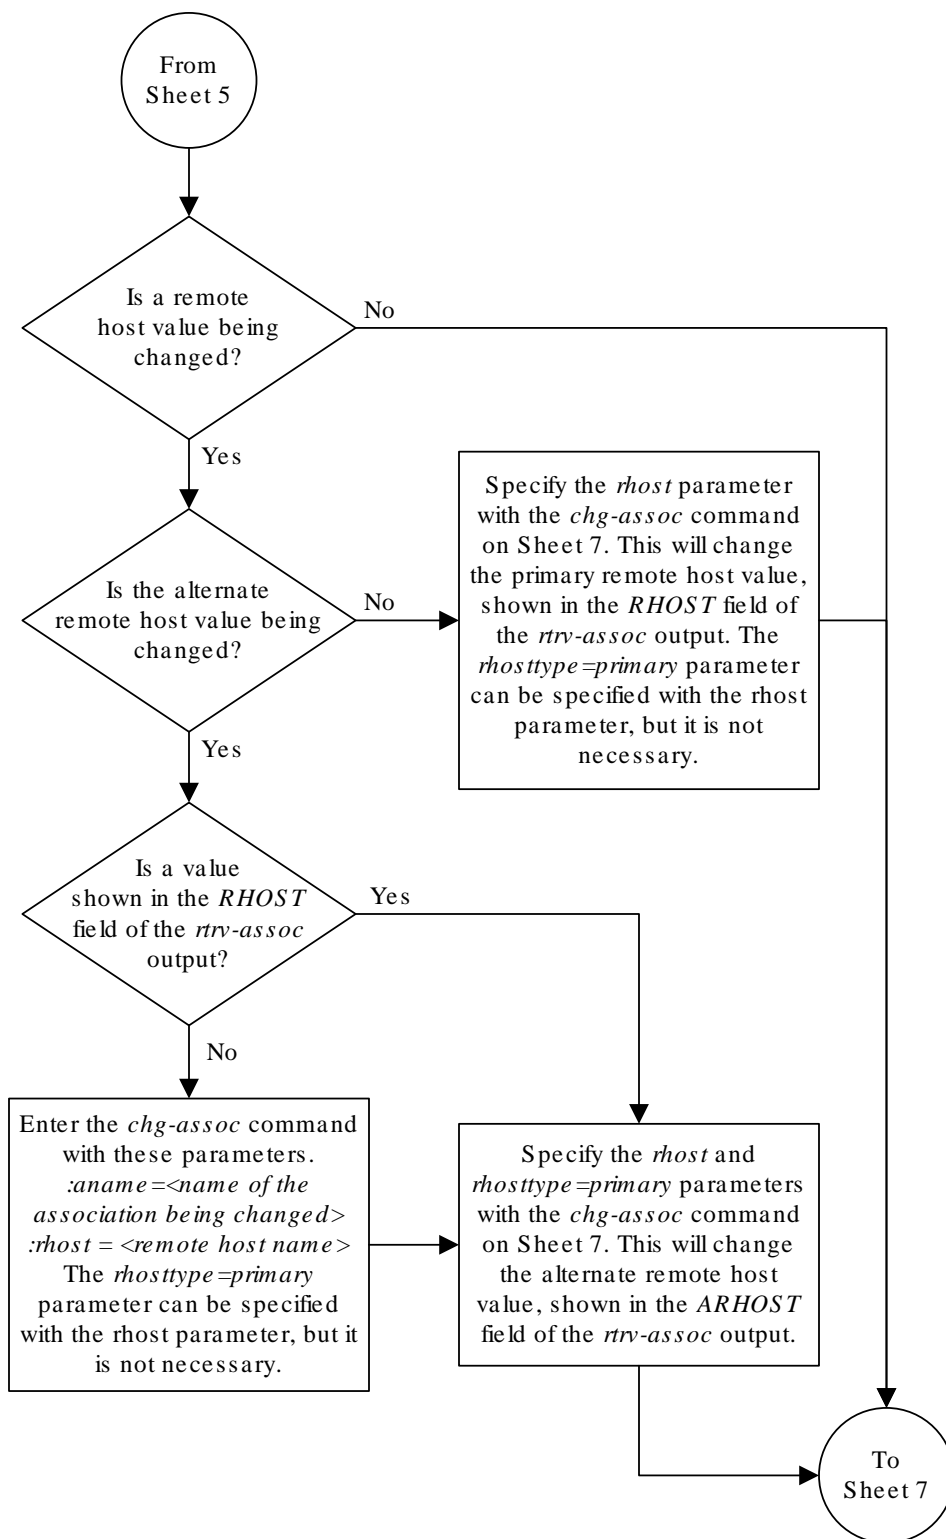 From
Sheet 5
Is a remote
host value being
changed?
No
Yes
Is the alternate
remote host value being
changed?
No
Specify the rhost parameter
with the chg-assoc command
on Sheet 7. This will change
the primary remote host value,
shown in the RHOST field of
the rtrv-assoc output. The
rhosttype=primary parameter
can be specified with the rhost
parameter, but it is not
necessary.
Yes
Is a value
shown in the RHOST
field of the rtrv-assoc
output?
Yes
No
Enter the chg-assoc command
with these parameters.
:aname=<name of the
association being changed>
:rhost = <remote host name>
The rhosttype=primary
parameter can be specified
with the rhost parameter, but it
is not necessary.
Specify the rhost and
rhosttype=primary parameters
with the chg-assoc command
on Sheet 7. This will change
the alternate remote host
value, shown in the ARHOST
field of the rtrv-assoc output.
To
Sheet 7